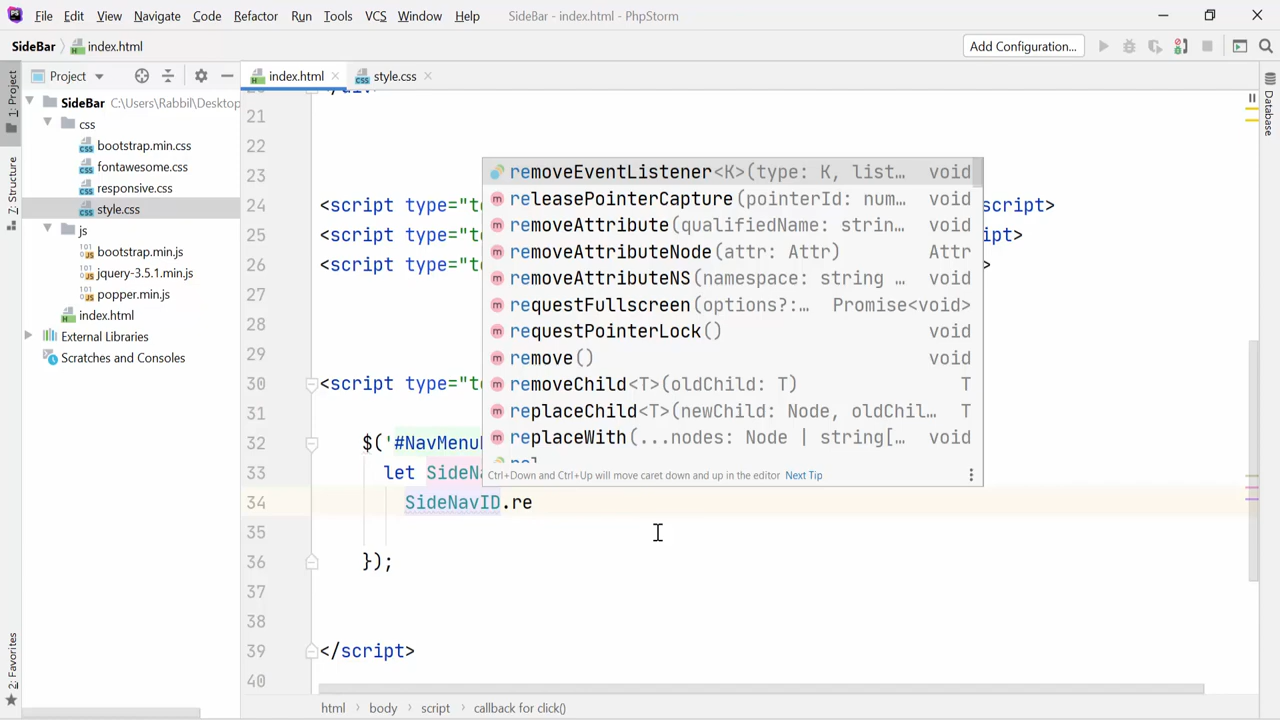 File Edit View Navigate Code Refactor Run Tools VCS Window Help SideBar - index.html - PhpStorm
SideBar index.html Add Configuration...
Project index.html style.css
1: Project
7: Structure
2: Favorites
Database
SideBar C:\Users\Rabbil\Desktop
css
bootstrap.min.css
fontawesome.css
responsive.css
style.css
js
bootstrap.min.js
jquery-3.5.1.min.js
popper.min.js
index.html
External Libraries
Scratches and Consoles
21
22
23
24 <script type="te script>
25 <script type="te ipt>
26 <script type="te >
27
28
29
30 <script type="te
31
32 $('#NavMenuB
33 let SideNa
34 SideNavID.re
35
36 });
37
38
39 </script>
40
removeEventListener<K>(type: K, list… void
releasePointerCapture(pointerId: num… void
removeAttribute(qualifiedName: strin… void
removeAttributeNode(attr: Attr) Attr
removeAttributeNS(namespace: string … void
requestFullscreen(options?:… Promise<void>
requestPointerLock() void
remove() void
removeChild<T>(oldChild: T) T
replaceChild<T>(newChild: Node, oldChil… T
replaceWith(...nodes: Node | string[… void
Ctrl+Down and Ctrl+Up will move caret down and up in the editor Next Tip
html body script callback for click()